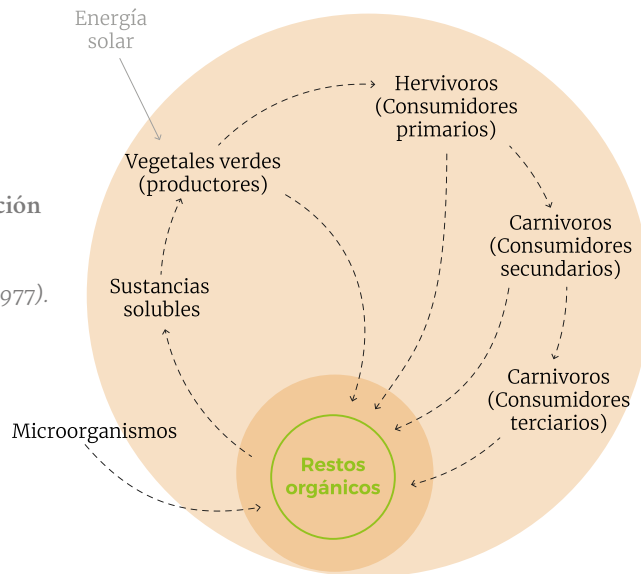 Energía
solar
Hervivoros
(Consumidores
primarios)
Vegetales verdes
(productores)
ción
Carnivoros
(Consumidores
secundarios)
Sustancias
solubles
977).
Carnivoros
(Consumidores
terciarios)
Microorganismos
Restos
orgánicos